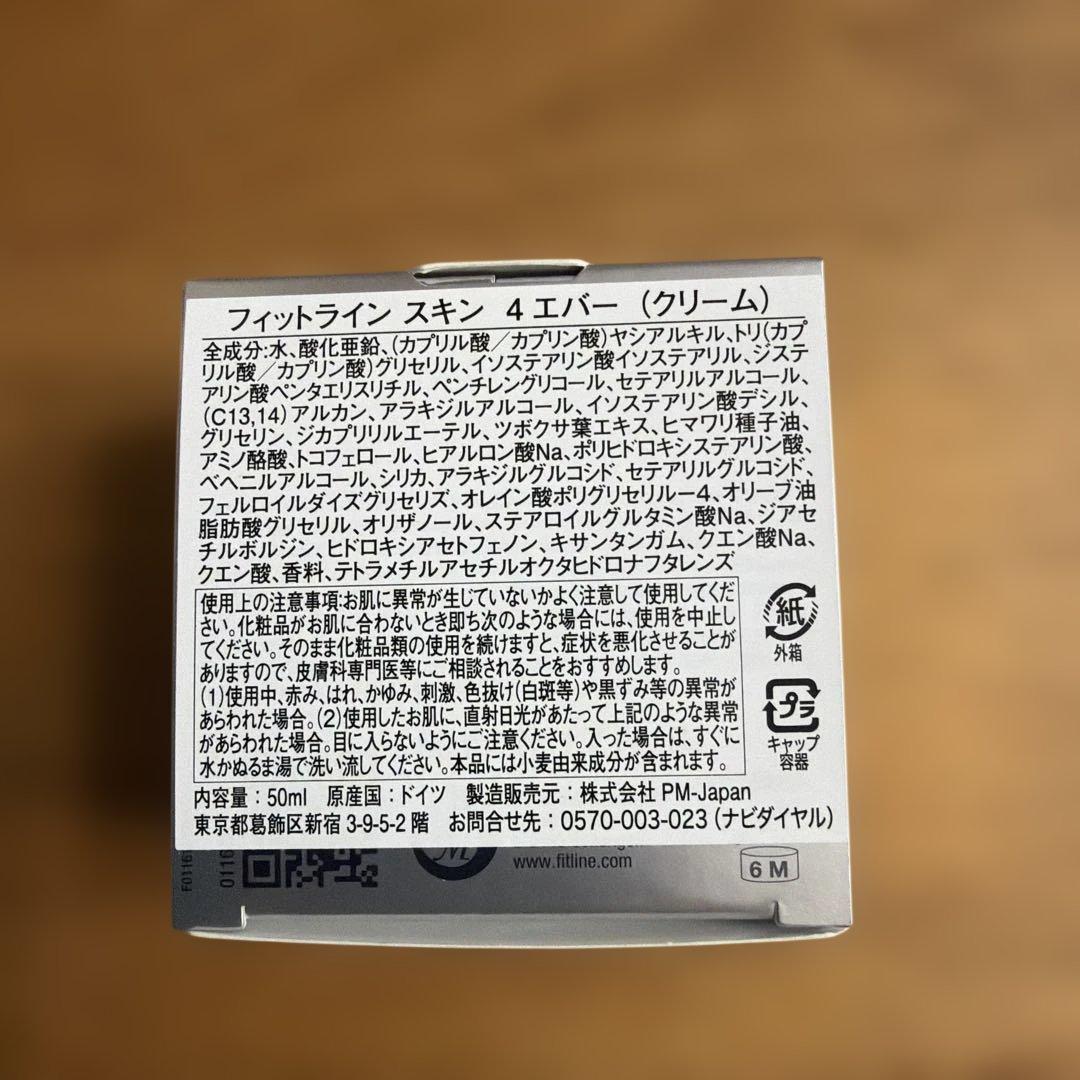 フィットライン スキン 4エバー (クリーム)
全成分:水、酸化亜鉛、(カプリル酸／カプリン酸)ヤシアルキル、トリ(カプ
リル酸／カプリン酸)グリセリル、イソステアリン酸イソステアリル、ジステ
アリン酸ペンタエリスリチル、ペンチレングリコール、セテアリルアルコール、
(C13,14)アルカン、アラキジルアルコール、イソステアリン酸デシル、
グリセリン、ジカプリリルエーテル、ツボクサ葉エキス、ヒマワリ種子油、
アミノ酪酸、トコフェロール、ヒアルロン酸Na、ポリヒドロキシステアリン酸、
ベヘニルアルコール、シリカ、アラキジルグルコシド、セテアリルグルコシド、
フェルロイルダイズグリセリズ、オレイン酸ポリグリセリル－4、オリーブ油
脂肪酸グリセリル、オリザノール、ステアロイルグルタミン酸Na、ジアセ
チルボルジン、ヒドロキシアセトフェノン、キサンタンガム、クエン酸Na、
クエン酸、香料、テトラメチルアセチルオクタヒドロナフタレンズ
使用上の注意事項:お肌に異常が生じていないかよく注意して使用してくだ
さい。化粧品がお肌に合わないとき即ち次のような場合には、使用を中止し
てください。そのまま化粧品類の使用を続けますと、症状を悪化させることが
ありますので、皮膚科専門医等にご相談されることをおすすめします。
(1)使用中、赤み、はれ、かゆみ、刺激、色抜け(白斑等)や黒ずみ等の異常が
あらわれた場合。(2)使用したお肌に、直射日光があたって上記のような異常
があらわれた場合。目に入らないようにご注意ください。入った場合は、すぐに
水かぬるま湯で洗い流してください。本品には小麦由来成分が含まれます。
紙
外箱
プラ
キャップ
容器
内容量：50ml 原産国：ドイツ 製造販売元：株式会社 PM-Japan
東京都葛飾区新宿 3-9-5-2 階 お問合せ先：0570-003-023 (ナビダイヤル)
www.fitline.com
6 M